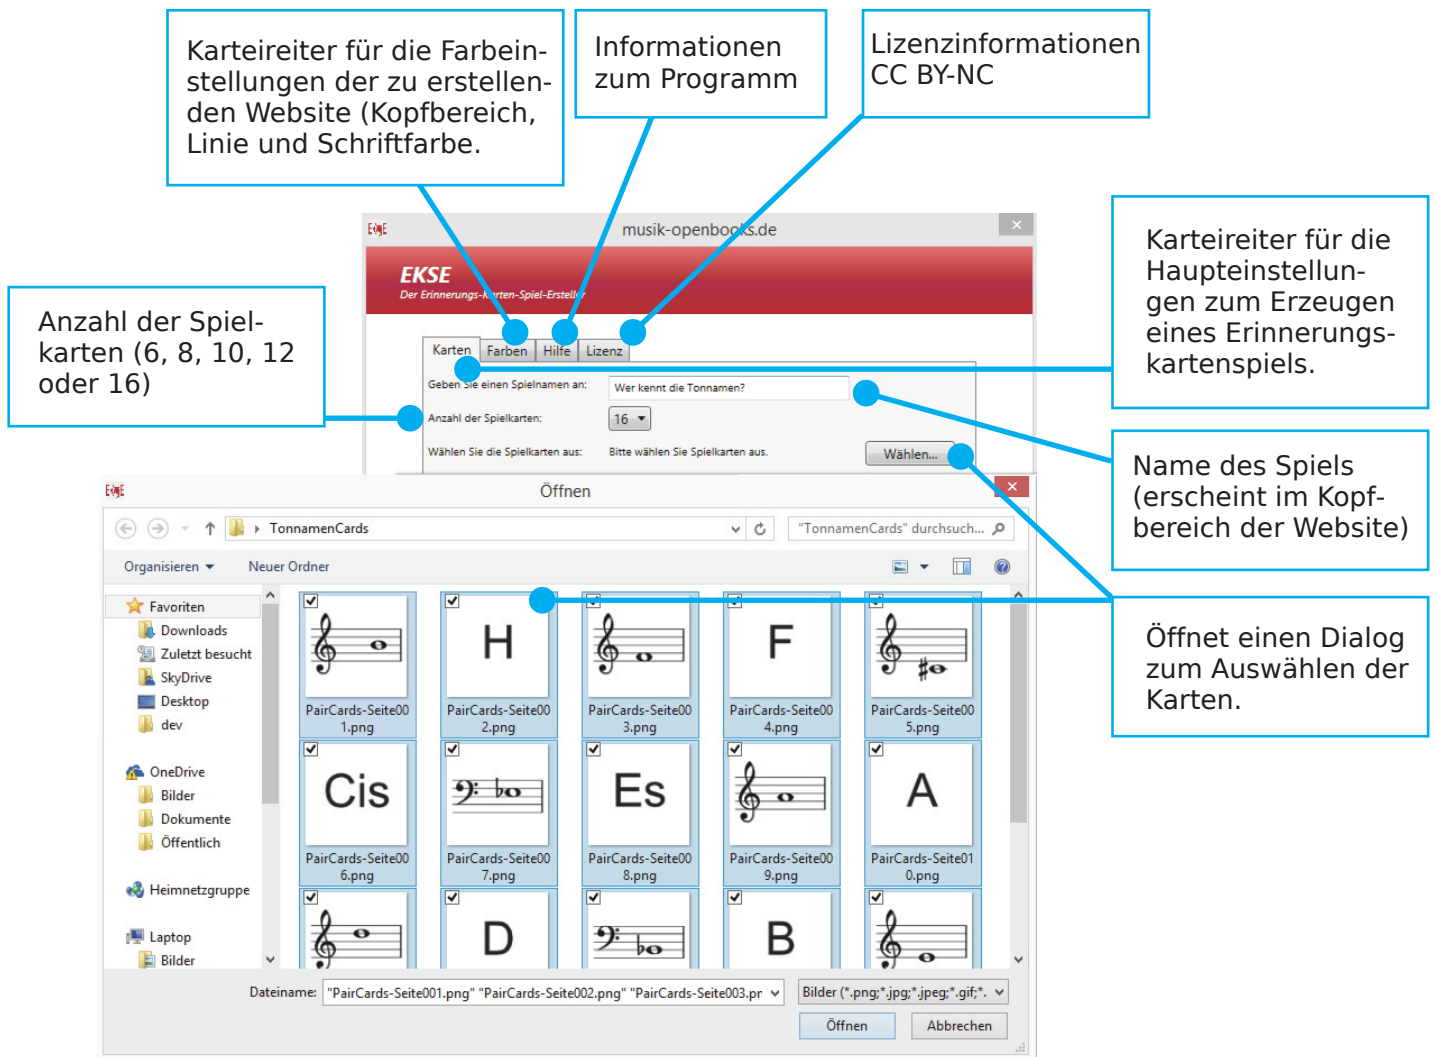 Karteireiter für die Farbein-
stellungen der zu erstellen-
den Website (Kopfbereich,
Linie und Schriftfarbe.
Informationen
zum Programm
Lizenzinformationen
CC BY-NC
musik-openbooks.de
EKSE
Der Erinnerungs-Karten-Spiel-Ersteller
Karteireiter für die
Haupteinstellun-
gen zum Erzeugen
eines Erinnerungs-
kartenspiels.
Anzahl der Spiel-
karten (6, 8, 10, 12
oder 16)
Karten Farben Hilfe Lizenz
Geben Sie einen Spielnamen an: Wer kennt die Tonnamen?
Anzahl der Spielkarten: 16
Wählen Sie die Spielkarten aus: Bitte wählen Sie Spielkarten aus. Wählen...
Name des Spiels
(erscheint im Kopf-
bereich der Website)
Öffnet einen Dialog
zum Auswählen der
Karten.
Öffnen
TonnamenCards "TonnamenCards" durchsuch...
Organisieren Neuer Ordner
Favoriten
Downloads
Zuletzt besucht
SkyDrive
Desktop
dev
OneDrive
Bilder
Dokumente
Öffentlich
Heimnetzgruppe
Laptop
Bilder
H F
PairCards-Seite00
1.png
PairCards-Seite00
2.png
PairCards-Seite00
3.png
PairCards-Seite00
4.png
PairCards-Seite00
5.png
Cis Es A
PairCards-Seite00
6.png
PairCards-Seite00
7.png
PairCards-Seite00
8.png
PairCards-Seite00
9.png
PairCards-Seite01
0.png
D B
Dateiname: "PairCards-Seite001.png" "PairCards-Seite002.png" "PairCards-Seite003.pr Bilder (*.png;*.jpg;*.jpeg;*.gif;*.
Öffnen Abbrechen